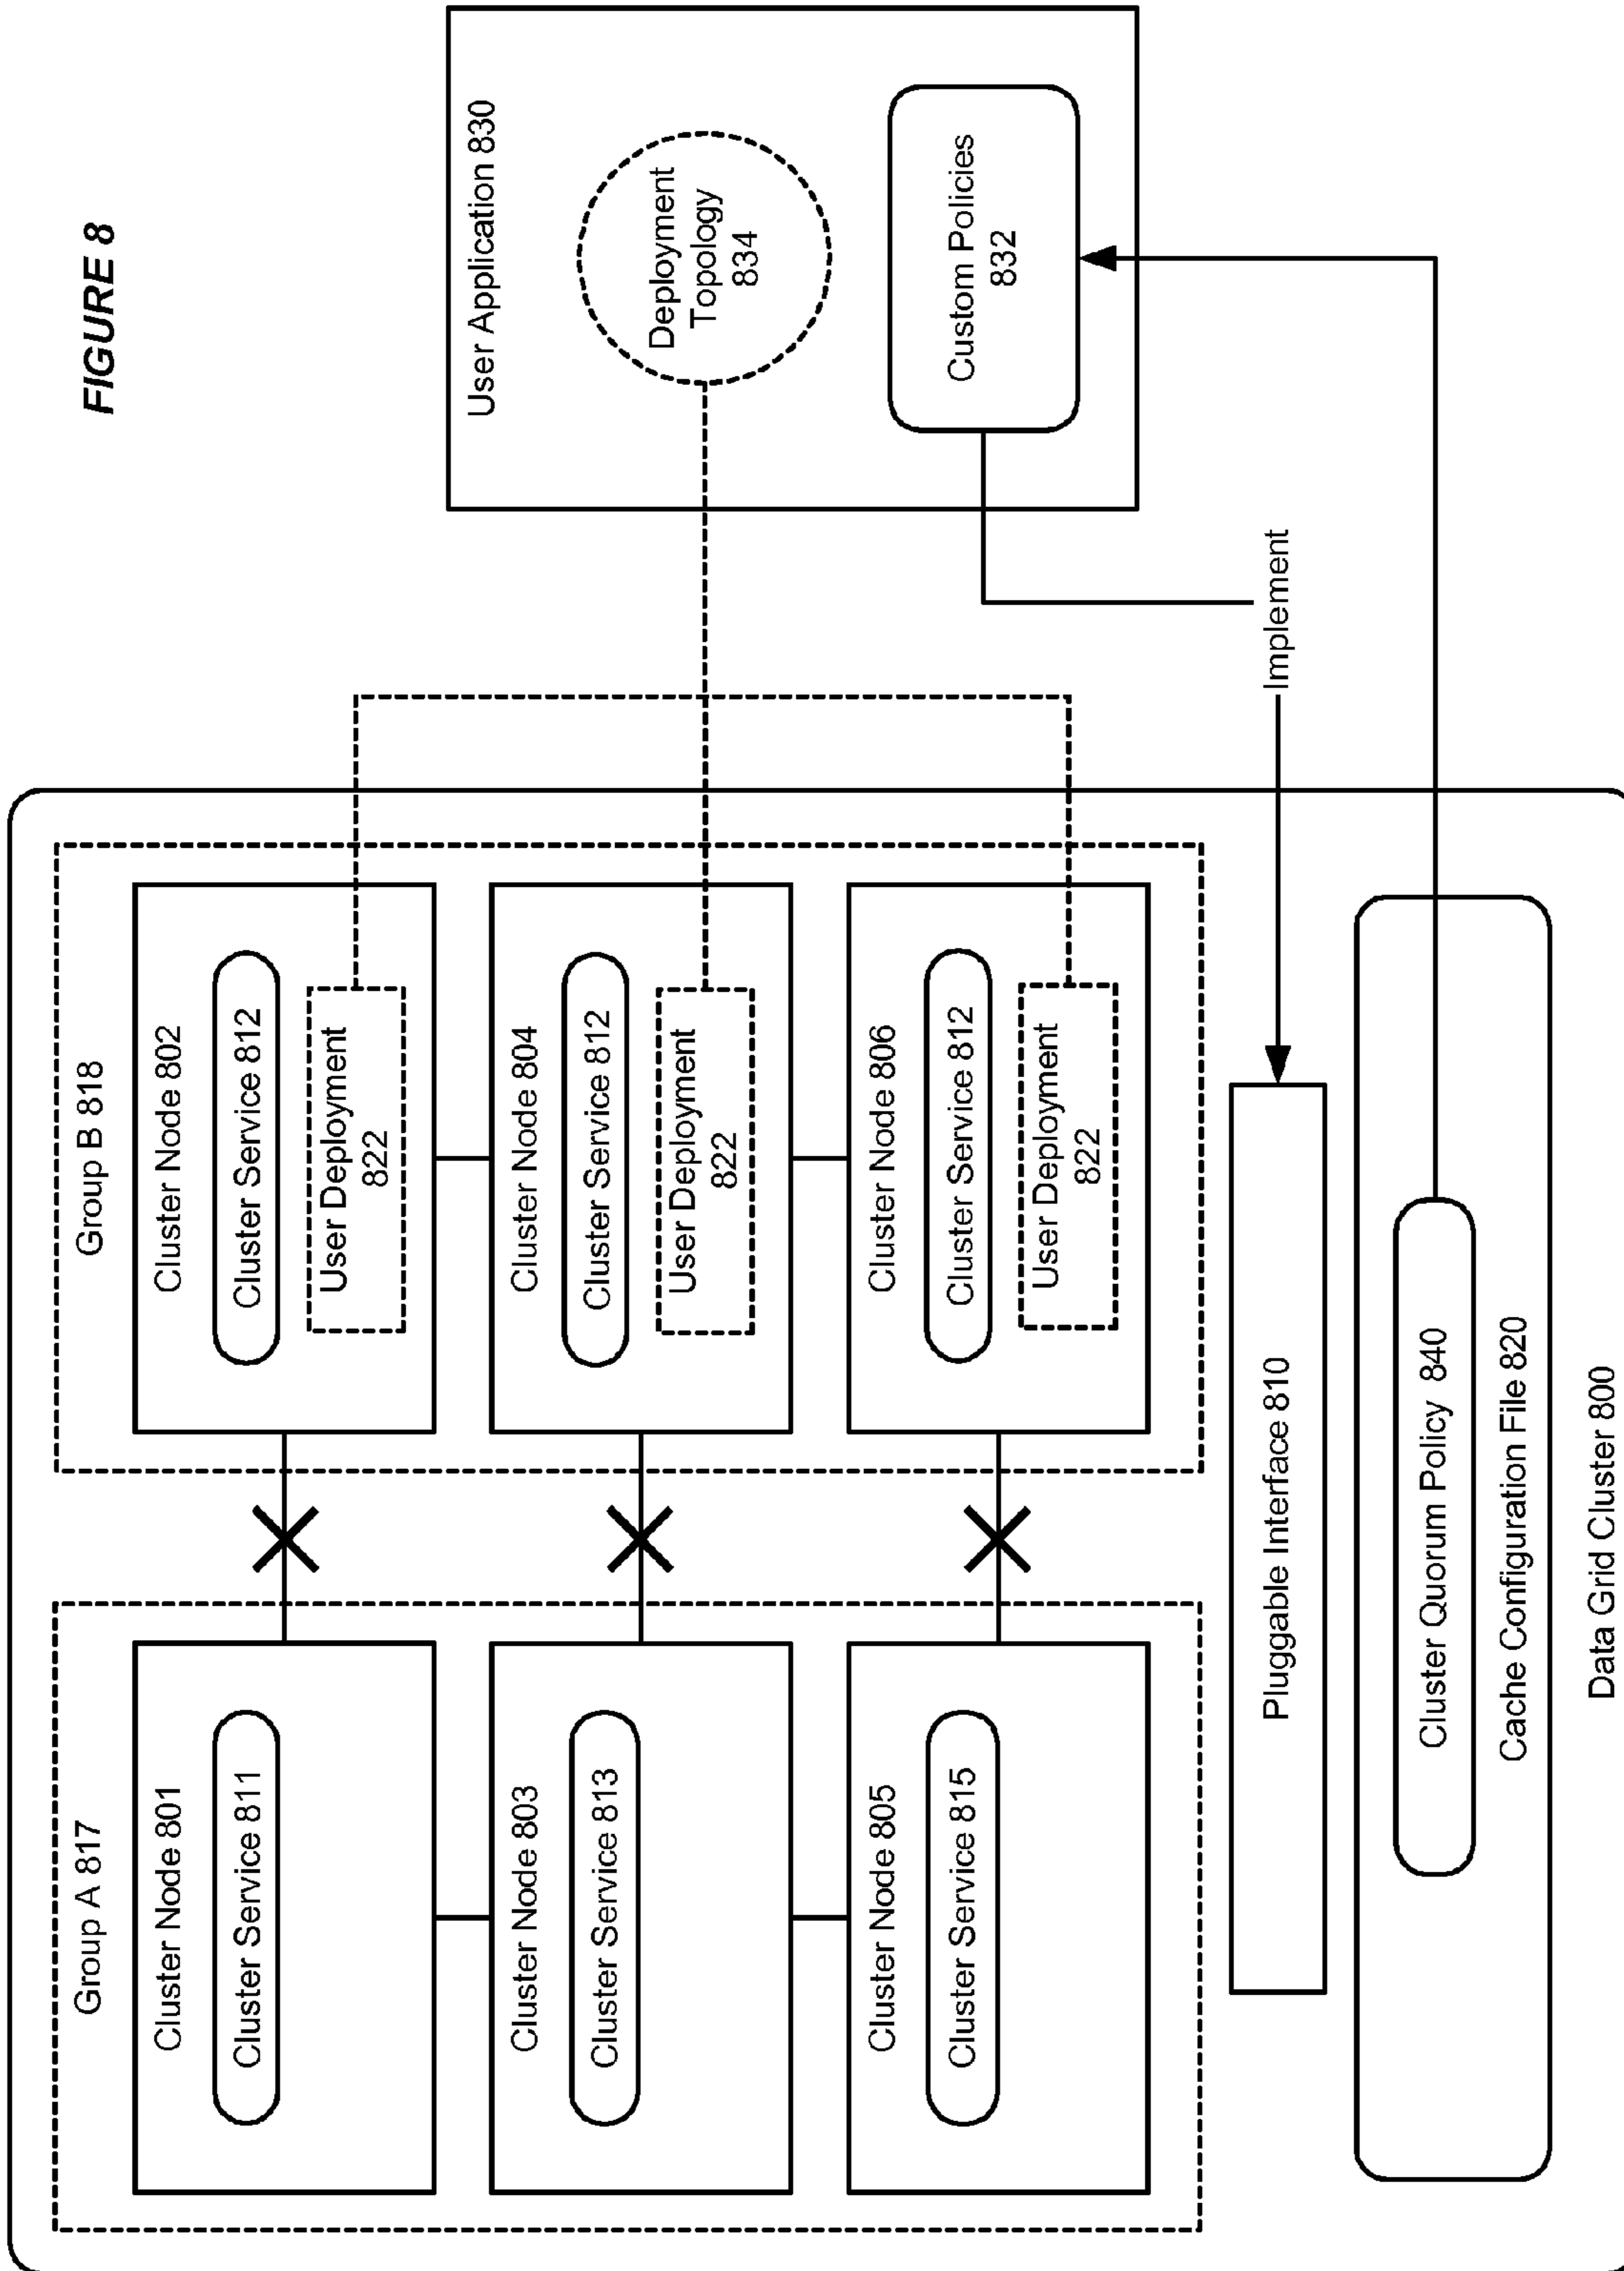 FIGURE 8
Group A 817
Cluster Node 801
Cluster Service 811
Cluster Node 803
Cluster Service 813
Cluster Node 805
Cluster Service 815
Group B 818
Cluster Node 802
Cluster Service 812
User Deployment
822
Cluster Node 804
Cluster Service 812
User Deployment
822
Cluster Node 806
Cluster Service 812
User Deployment
822
User Application 830
Deployment
Topology
834
Custom Policies
832
Implement
Pluggable Interface 810
Cluster Quorum Policy 840
Cache Configuration File 820
Data Grid Cluster 800